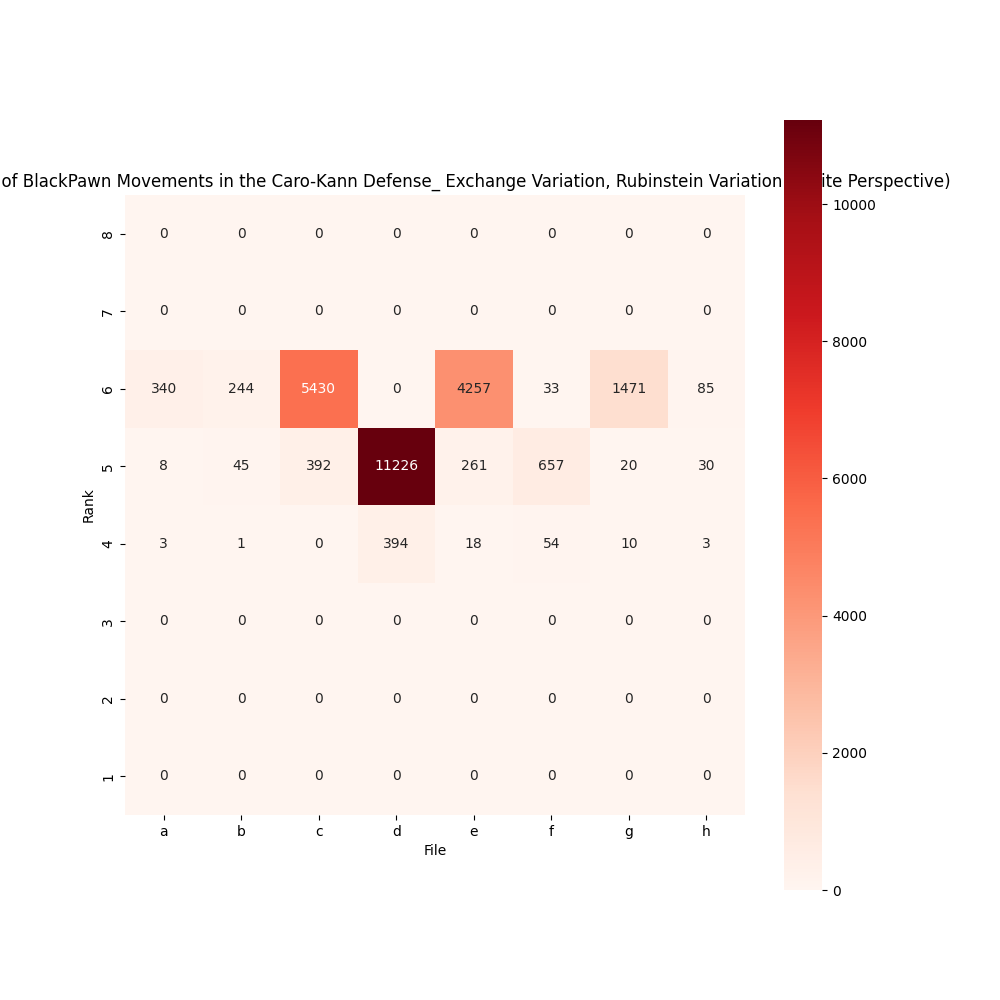 of BlackPawn Movements in the Caro-Kann Defense_ Exchange Variation, Rubinstein Variation ite Perspective)
8 0 0 0 0 0 0 0 0
7 0 0 0 0 0 0 0 0
6 340 244 5430 0 4257 33 1471 85
5 8 45 392 11226 261 657 20 30
4 3 1 0 394 18 54 10 3
3 0 0 0 0 0 0 0 0
2 0 0 0 0 0 0 0 0
1 0 0 0 0 0 0 0 0
a b c d e f g h
File
Rank
10000
8000
6000
4000
2000
0